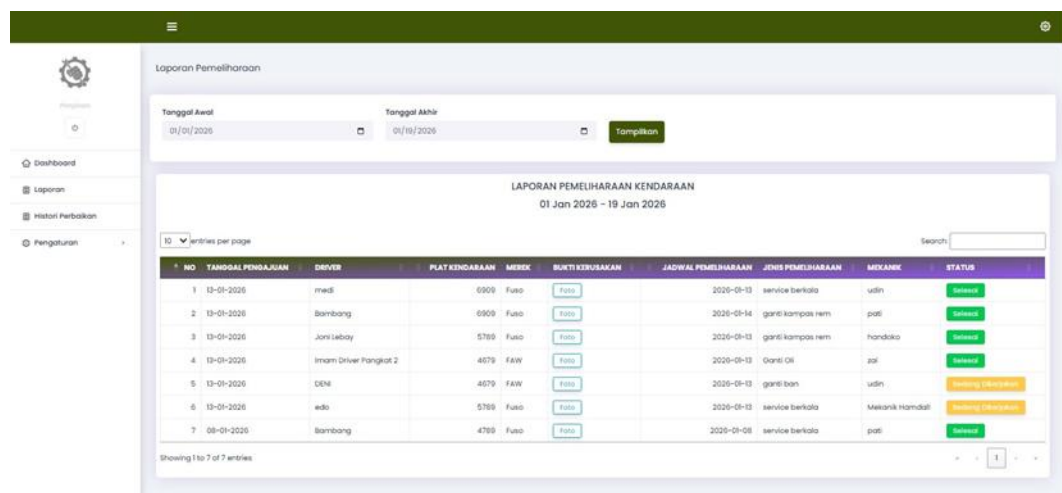 Laporan Pemeliharaan
Pimpinan
Tanggal Awal
Tanggal Akhir
01/01/2026
01/19/2026
Tampilkan
Dashboard
Laporan
Histori Perbaikan
Pengaturan
LAPORAN PEMELIHARAAN KENDARAAN
01 Jan 2026 - 19 Jan 2026
10 entries per page
Search:
NO TANGGAL PENGAJUAN DRIVER PLAT KENDARAAN MEREK BUKTI KERUSAKAN JADWAL PEMELIHARAAN JENIS PEMELIHARAAN MEKANIK STATUS
1 13-01-2026 medi 6909 Fuso Foto 2026-01-13 service berkala udin Selesai
2 13-01-2026 Bambang 6909 Fuso Foto 2026-01-14 ganti kampas rem pati Selesai
3 13-01-2026 Joni Lebay 5789 Fuso Foto 2026-01-13 ganti kampas rem handoko Selesai
4 13-01-2026 Imam Driver Pangkat 2 4679 FAW Foto 2026-01-13 Ganti Oli zai Selesai
5 13-01-2026 DENI 4679 FAW Foto 2026-01-13 ganti ban udin Sedang Dikerjakan
6 13-01-2026 edo 5789 Fuso Foto 2026-01-13 service berkala Mekanik Hamdall Sedang Dikerjakan
7 08-01-2026 Bambang 4789 Fuso Foto 2026-01-08 service berkala pati Selesai
Showing 1 to 7 of 7 entries
« ‹ 1 › »